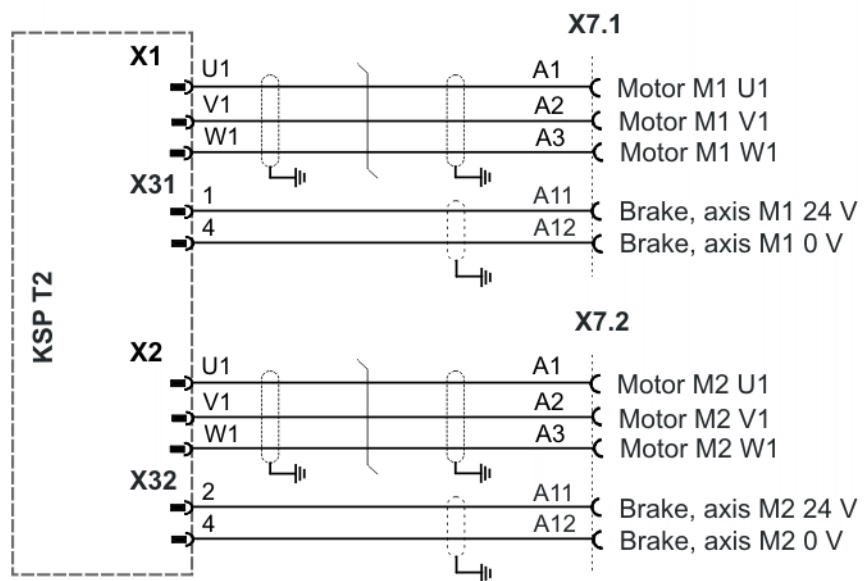 X7.1
X1
U1 A1 Motor M1 U1
V1 A2 Motor M1 V1
W1 A3 Motor M1 W1
X31
1 A11 Brake, axis M1 24 V
4 A12 Brake, axis M1 0 V
KSP T2
X7.2
X2
U1 A1 Motor M2 U1
V1 A2 Motor M2 V1
W1 A3 Motor M2 W1
X32
2 A11 Brake, axis M2 24 V
4 A12 Brake, axis M2 0 V